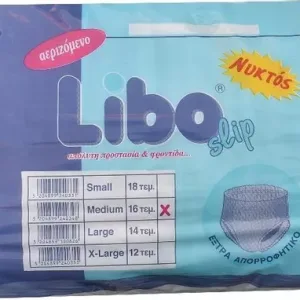 αεριζόμενο
Νυκτός
Libo®
slip
απόλυτη προστασία & φροντίδα...
Small 18 τεμ.
Medium 16 τεμ. X
Large 14 τεμ.
X-Large 12 τεμ.
ΕΞΤΡΑ ΑΠΟΡΡΟΦΗΤΙΚΟ